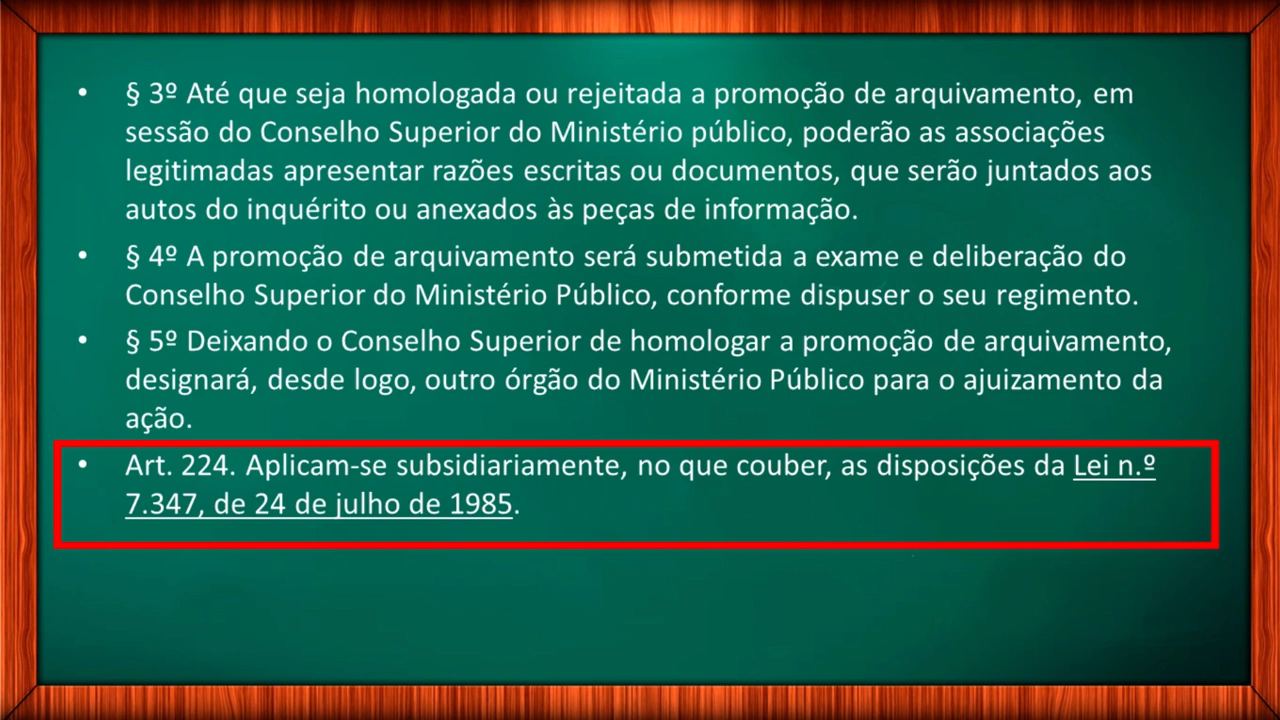 • § 3º Até que seja homologada ou rejeitada a promoção de arquivamento, em
sessão do Conselho Superior do Ministério público, poderão as associações
legitimadas apresentar razões escritas ou documentos, que serão juntados aos
autos do inquérito ou anexados às peças de informação.
• § 4º A promoção de arquivamento será submetida a exame e deliberação do
Conselho Superior do Ministério Público, conforme dispuser o seu regimento.
• § 5º Deixando o Conselho Superior de homologar a promoção de arquivamento,
designará, desde logo, outro órgão do Ministério Público para o ajuizamento da
ação.
• Art. 224. Aplicam-se subsidiariamente, no que couber, as disposições da Lei n.º
7.347, de 24 de julho de 1985.